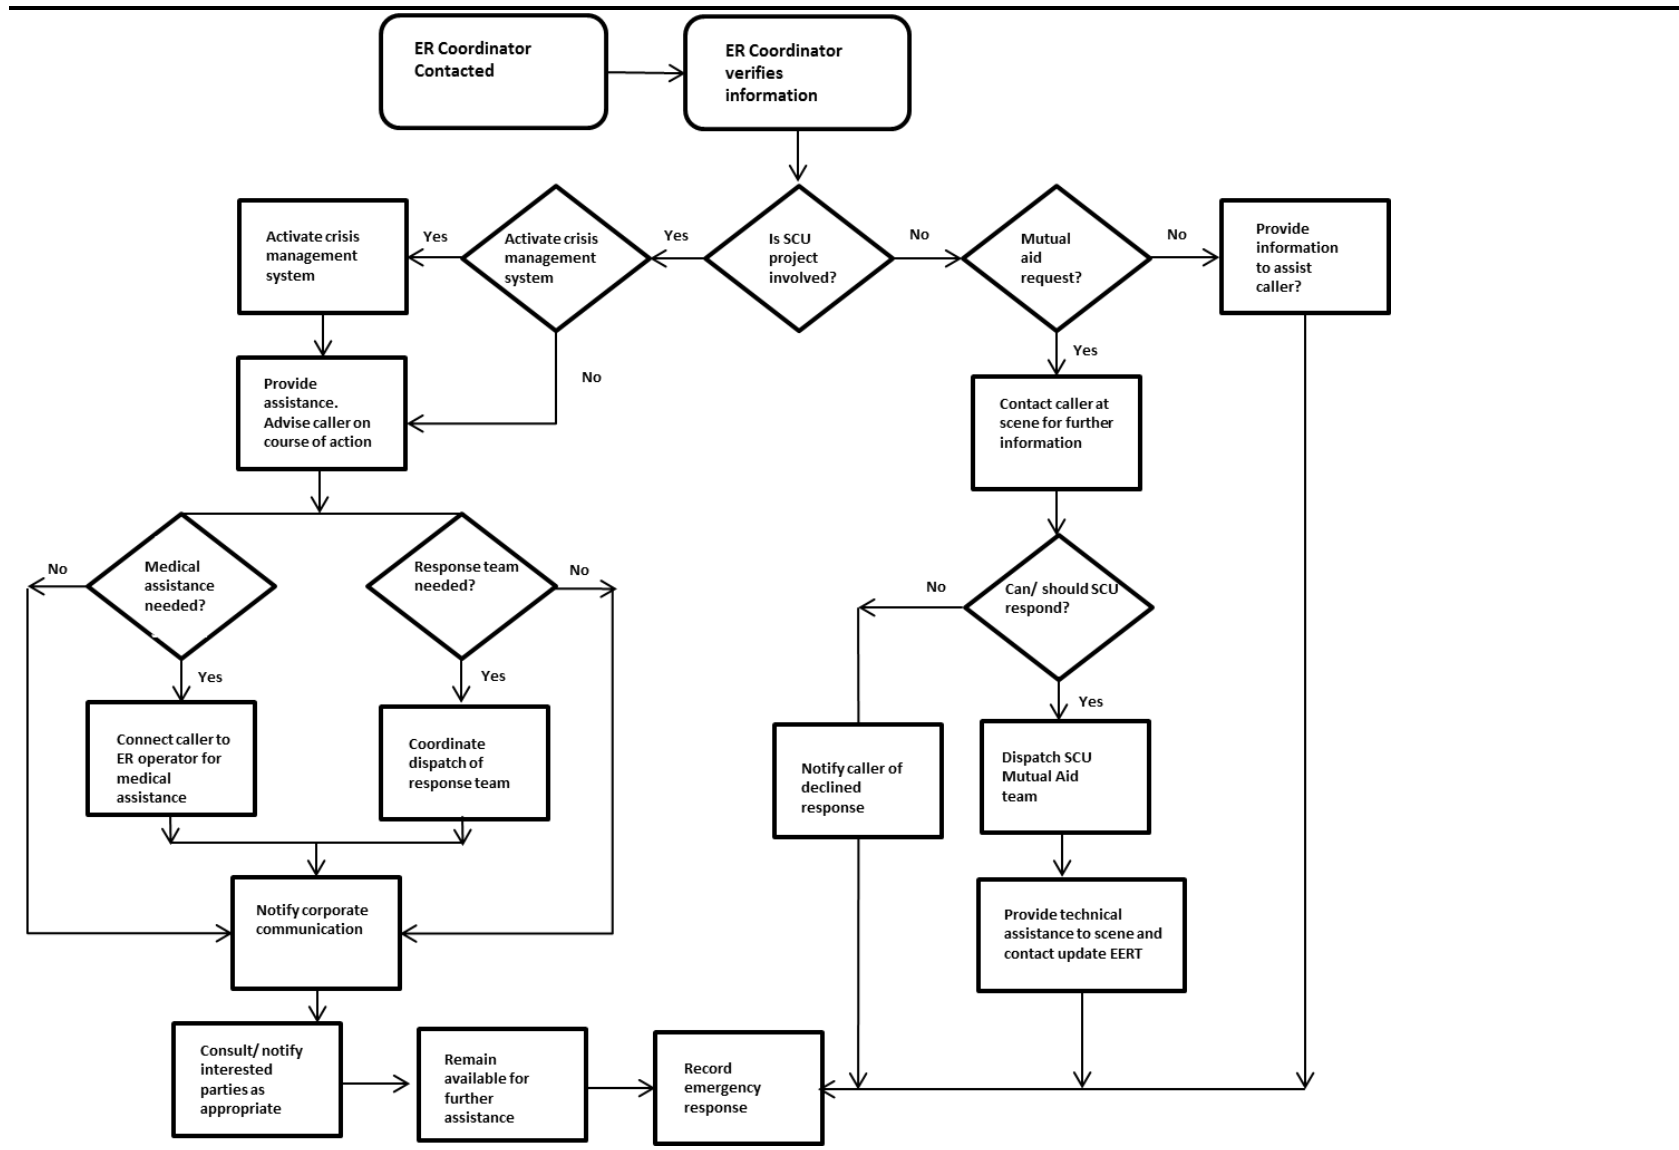 ER Coordinator
Contacted
ER Coordinator
verifies
information
Activate crisis
management
system
Yes
Activate crisis
management
system
Yes
Is SCU
project
involved?
No
Mutual
aid
request?
No
Provide
information
to assist
caller?
No
Yes
Provide
assistance.
Advise caller on
course of action
Contact caller at
scene for further
information
No
Medical
assistance
needed?
Response team
needed?
No
No
Can/ should SCU
respond?
Yes
Yes
Yes
Connect caller to
ER operator for
medical
assistance
Coordinate
dispatch of
response team
Notify caller of
declined
response
Dispatch SCU
Mutual Aid
team
Notify corporate
communication
Provide technical
assistance to scene and
contact update EERT
Consult/ notify
interested
parties as
appropriate
Remain
available for
further
assistance
Record
emergency
response